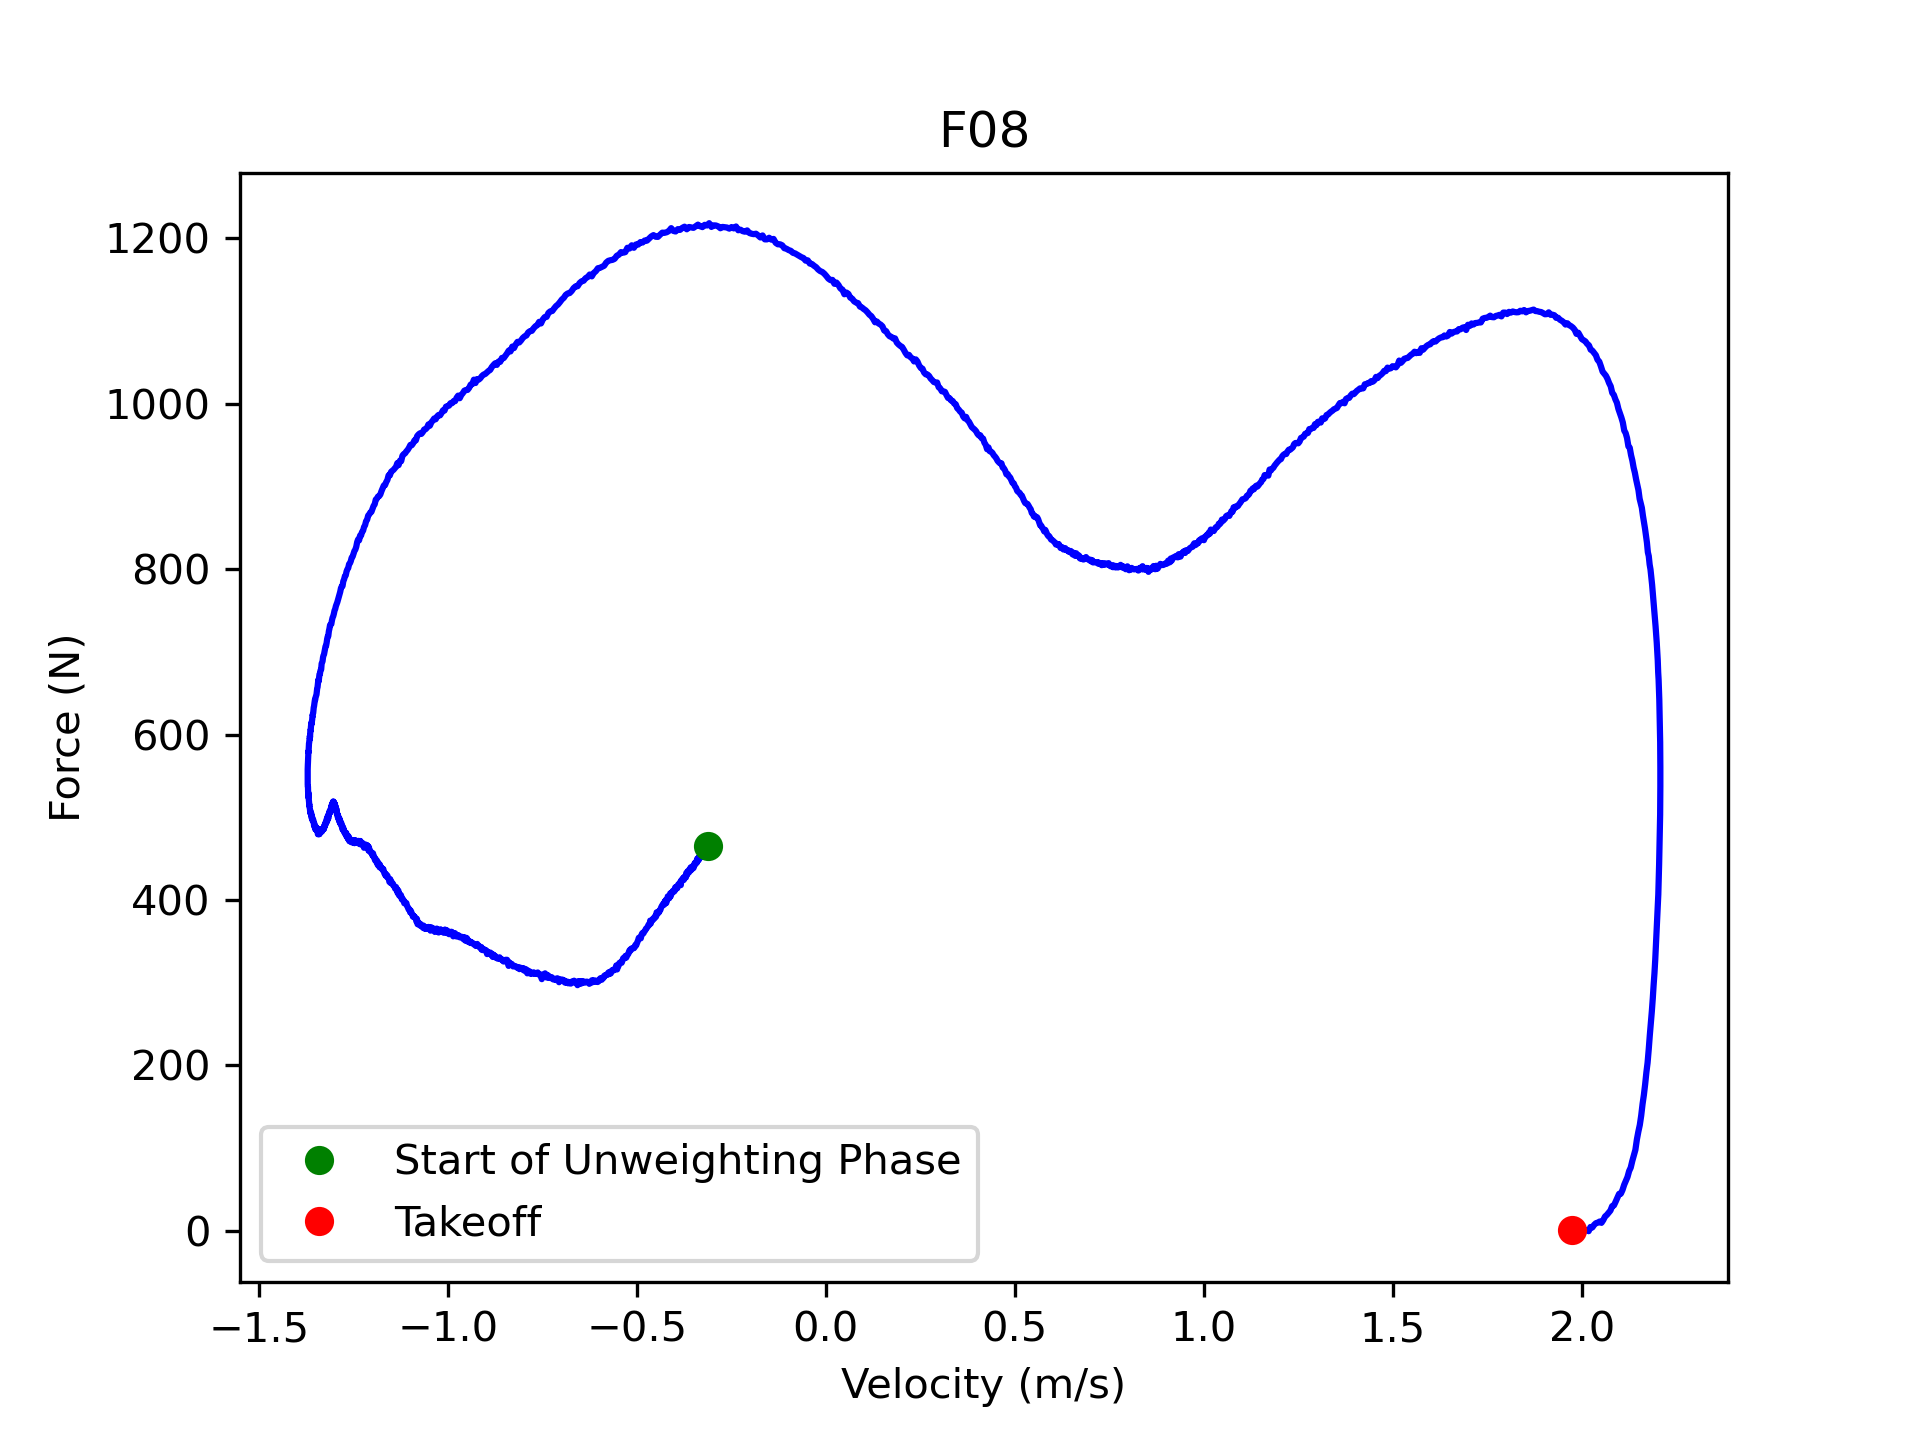 F08
1200
1000
800
600
400
200
0
Force (N)
Start of Unweighting Phase
Takeoff
−1.5 −1.0 −0.5 0.0 0.5 1.0 1.5 2.0
Velocity (m/s)